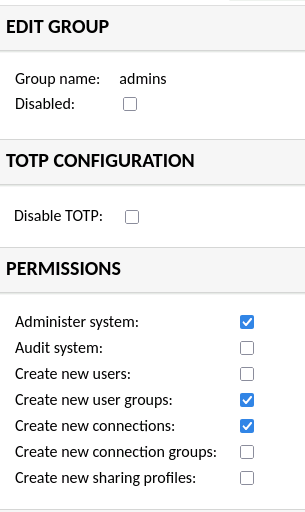 EDIT GROUP
Group name: admins
Disabled:
TOTP CONFIGURATION
Disable TOTP:
PERMISSIONS
Administer system:
Audit system:
Create new users:
Create new user groups:
Create new connections:
Create new connection groups:
Create new sharing profiles: